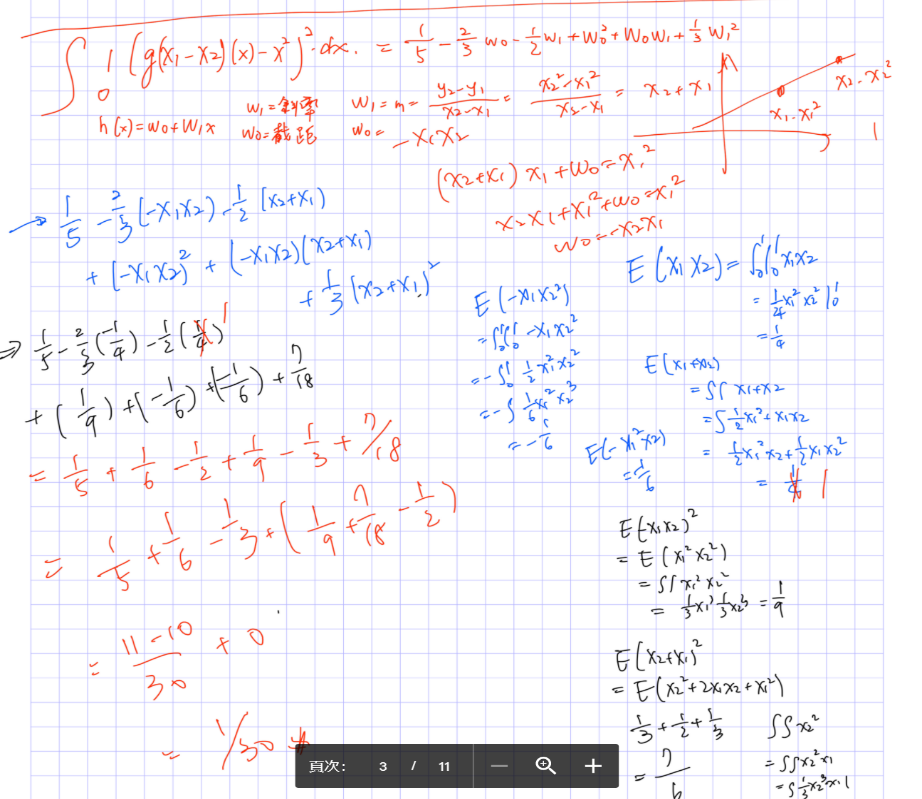 ∫₀¹ (g(x₁-x₂)(x)-x²)²·dx. = 1/5 - 2/3 w₀ - 1/2 w₁ + w₀² + w₀w₁ + 1/3 w₁²
h(x)=w₀+w₁x
w₁=斜率
w₀=截距
w₁=m= (y₂-y₁)/(x₂-x₁) = (x₂²-x₁²)/(x₂-x₁) = x₂+x₁
w₀= -x₁x₂
x₂, x₂²
x₁, x₁²
1
(x₂+x₁)x₁+w₀=x₁²
x₂x₁+x₁²+w₀=x₁²
w₀=-x₂x₁
→ 1/5 - 2/3(-x₁x₂) - 1/2(x₂+x₁)
+(-x₁x₂)² + (-x₁x₂)(x₂+x₁)
+ 1/3(x₂+x₁)²
⇒ 1/5 - 2/3(-1/4) - 1/2( ) 1
+(1/9)+(-1/6)+(-1/6)+7/18
= 1/5 + 1/6 - 1/2 + 1/9 - 1/3 + 7/18
= 1/5 + 1/6 - 1/3 + (1/9 + 7/18 - 1/2)
= (11-10)/30 + 0
= 1/30 #
E(-x₁x₂²)
=∫₀¹∫₀¹ -x₁x₂²
=-∫₀¹ 1/2 x₁²x₂²
=-∫ 1/6 x₁²x₂³
=-1/6
E(-x₁²x₂)
=-1/6
E(x₁x₂)=∫₀¹∫₀¹x₁x₂
= 1/4 x₁²x₂²|₀¹
= 1/4
E(x₁+x₂)
=∫∫ x₁+x₂
=∫ 1/2 x₁²+x₁x₂
= 1/2 x₁²x₂ + 1/2 x₁x₂²
= 1
E(-x₁x₂)²
= E(x₁²x₂²)
= ∫∫ x₁²x₂²
= 1/3 x₁³ 1/3 x₂³ = 1/9
E(x₂+x₁)²
= E(x₂²+2x₁x₂+x₁²)
1/3 + 1/2 + 1/3
= 7/6
∫∫ x₂²
=∫∫ x₂²x₁
=∫ 1/3 x₂³x₁ |
頁次: 3 / 11